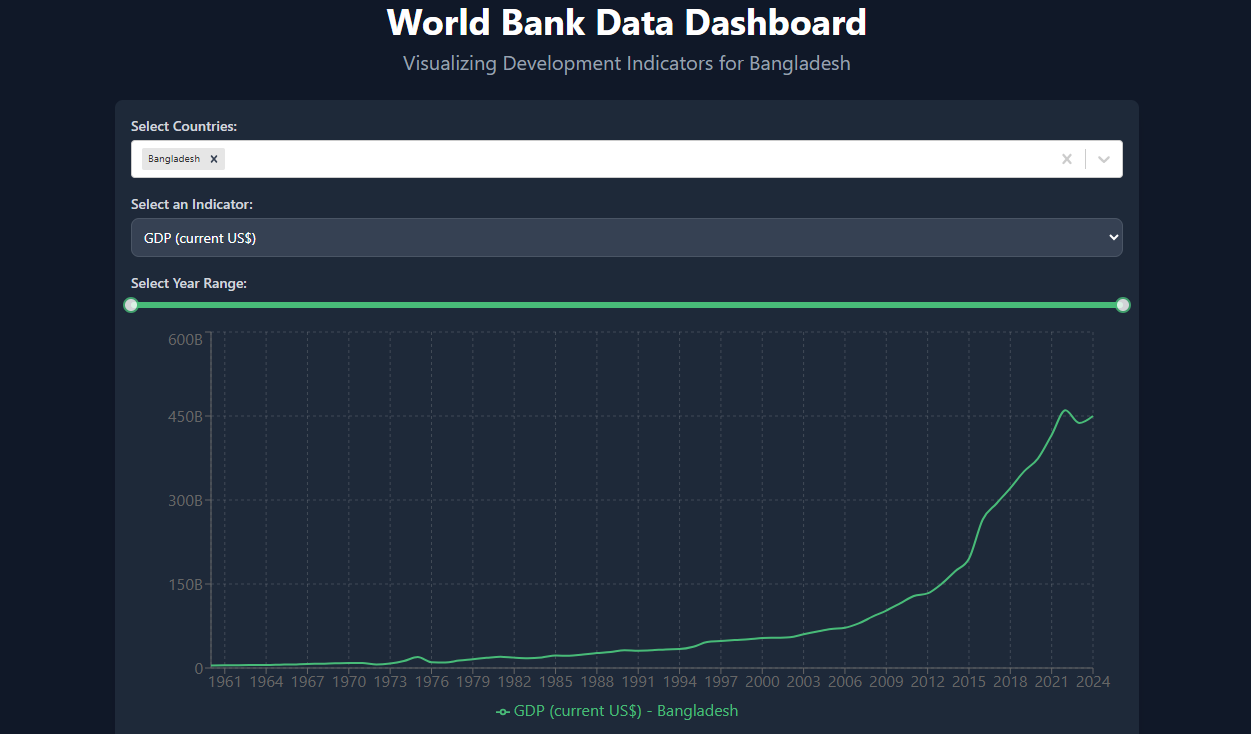 World Bank Data Dashboard
Visualizing Development Indicators for Bangladesh
Select Countries:
Bangladesh
Select an Indicator:
GDP (current US$)
Select Year Range:
600B
450B
300B
150B
0
1961 1964 1967 1970 1973 1976 1979 1982 1985 1988 1991 1994 1997 2000 2003 2006 2009 2012 2015 2018 2021 2024
GDP (current US$) - Bangladesh